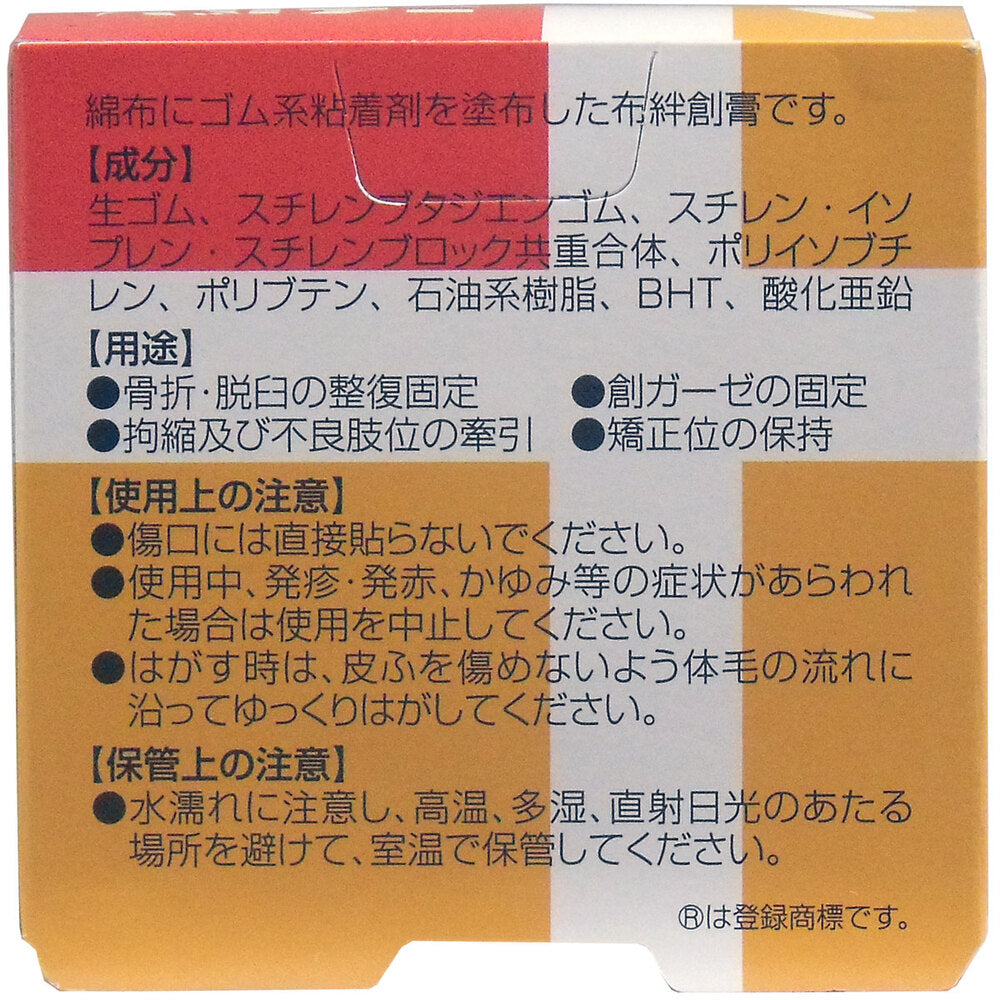 綿布にゴム系粘着剤を塗布した布絆創膏です。
【成分】
生ゴム、スチレンブタジエンゴム、スチレン・イソ
プレン・スチレンブロック共重合体、ポリイソブチ
レン、ポリブテン、石油系樹脂、BHT、酸化亜鉛
【用途】
●骨折・脱臼の整復固定 ●創ガーゼの固定
●拘縮及び不良肢位の牽引 ●矯正位の保持
【使用上の注意】
●傷口には直接貼らないでください。
●使用中、発疹・発赤、かゆみ等の症状があらわれ
た場合は使用を中止してください。
●はがす時は、皮ふを傷めないよう体毛の流れに
沿ってゆっくりはがしてください。
【保管上の注意】
●水濡れに注意し、高温、多湿、直射日光のあたる
場所を避けて、室温で保管してください。
®は登録商標です。